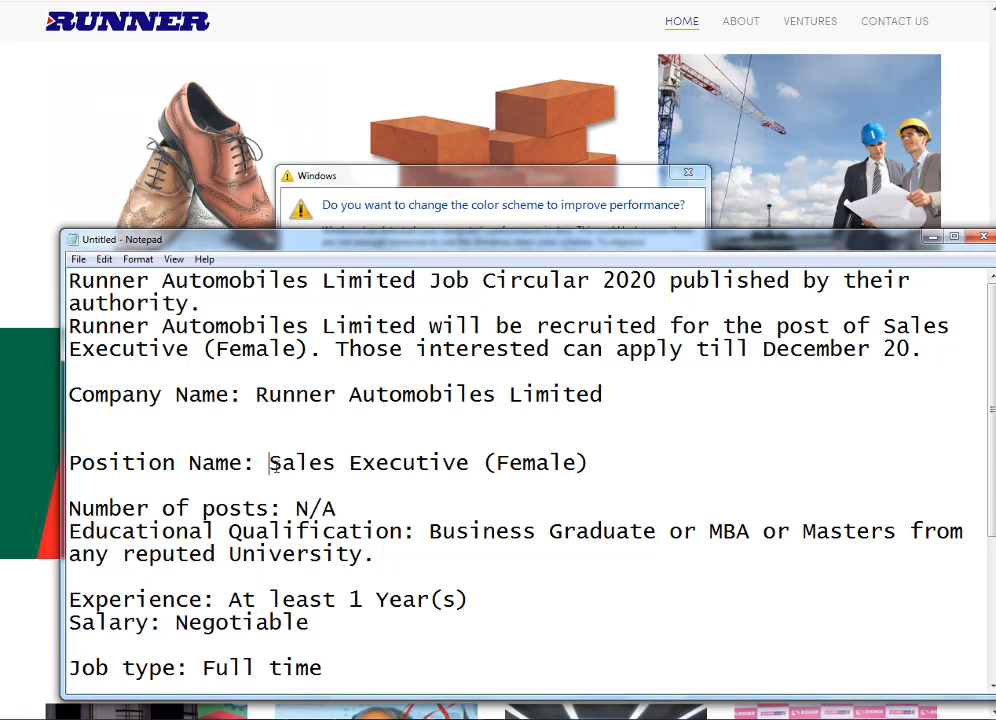 RUNNER
HOME ABOUT VENTURES CONTACT US
Windows
Do you want to change the color scheme to improve performance?
Untitled - Notepad
File Edit Format View Help
Runner Automobiles Limited Job Circular 2020 published by their
authority.
Runner Automobiles Limited will be recruited for the post of Sales
Executive (Female). Those interested can apply till December 20.
Company Name: Runner Automobiles Limited
Position Name: Sales Executive (Female)
Number of posts: N/A
Educational Qualification: Business Graduate or MBA or Masters from
any reputed University.
Experience: At least 1 Year(s)
Salary: Negotiable
Job type: Full time